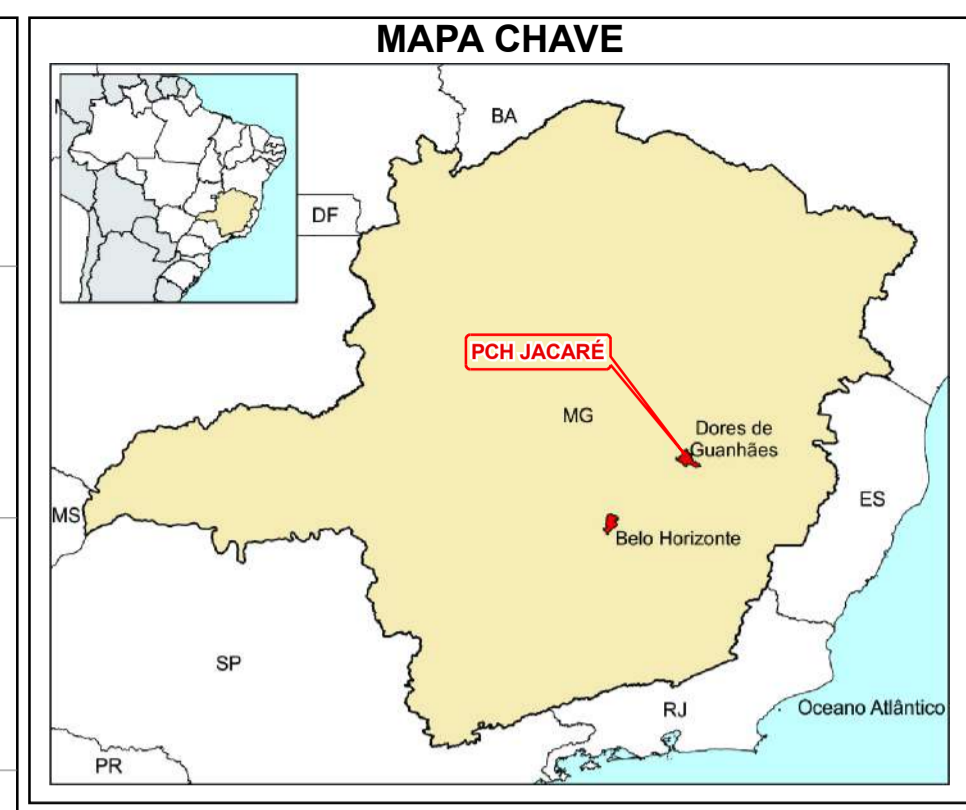 MAPA CHAVE
BA
DF
PCH JACARÉ
MG
Dores de
Guanhães
ES
MS
Belo Horizonte
SP
RJ
Oceano Atlântico
PR